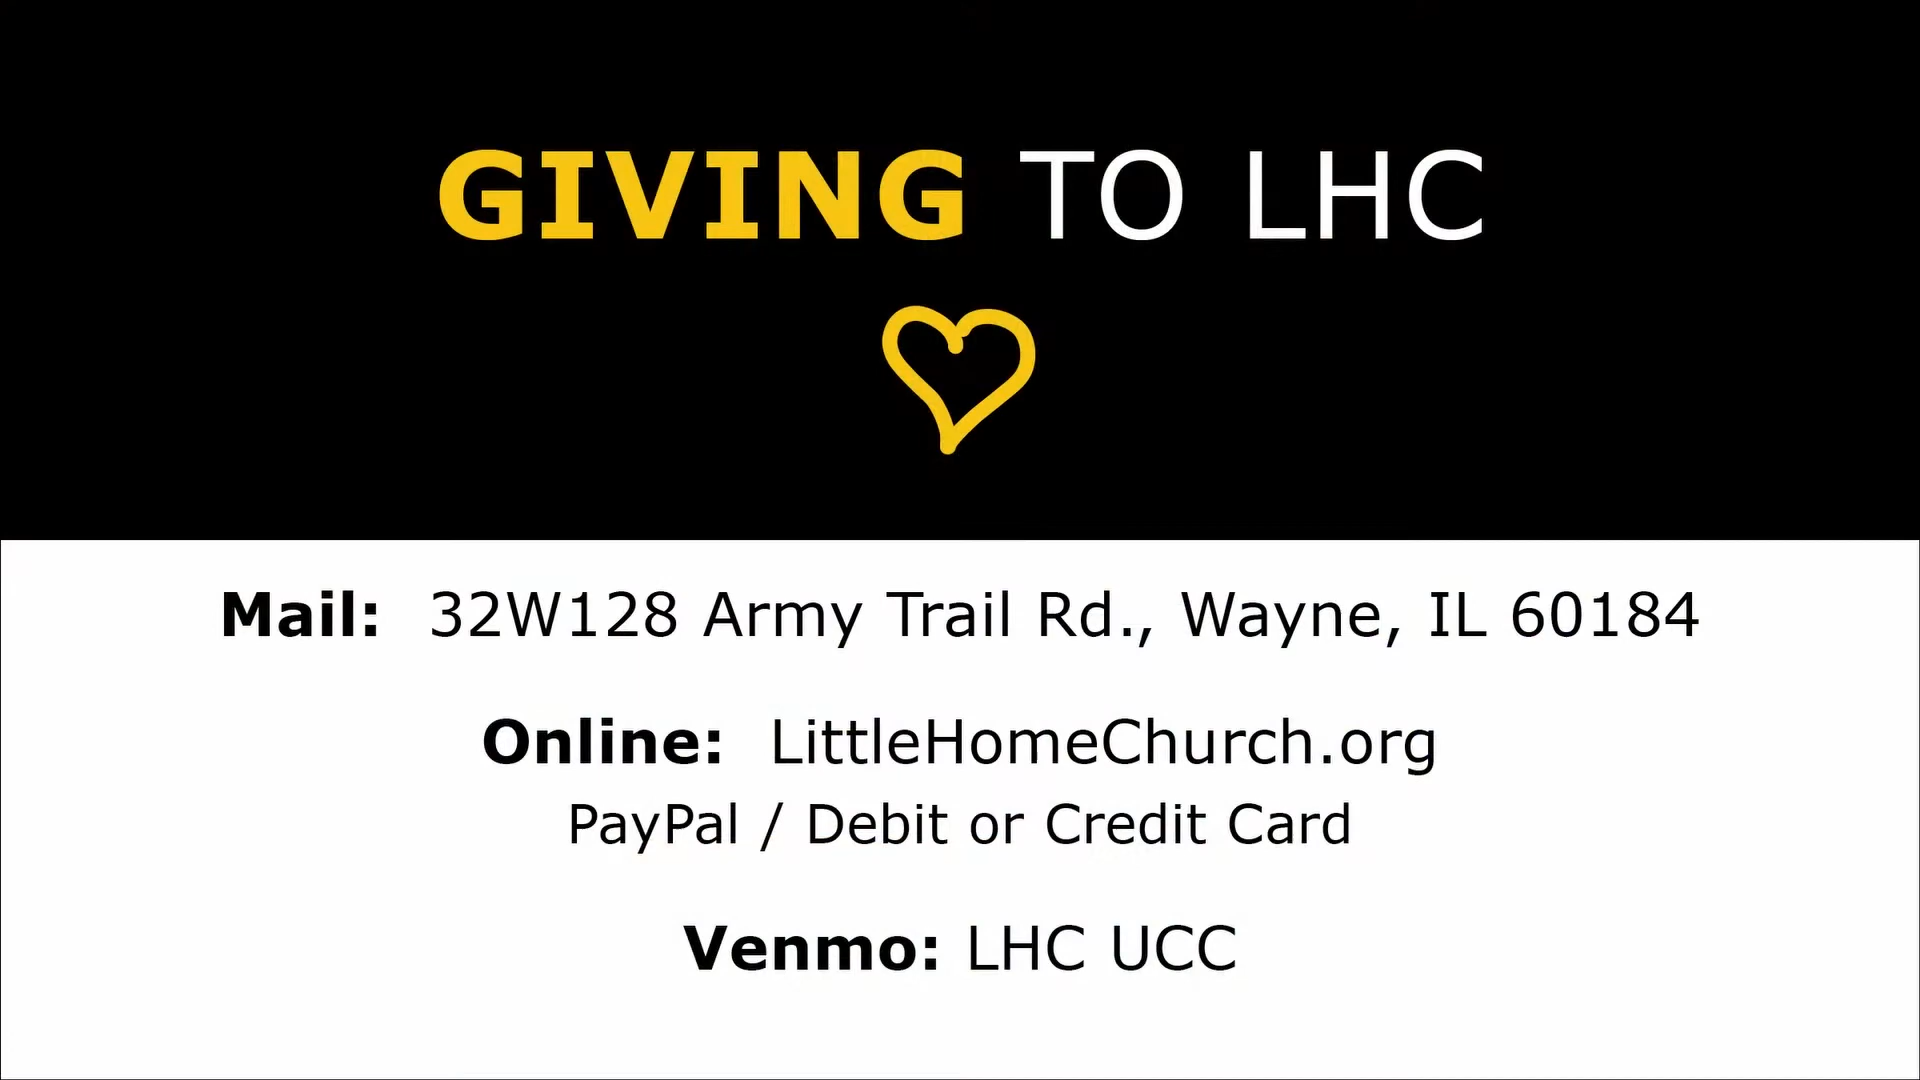 GIVING TO LHC
Mail: 32W128 Army Trail Rd., Wayne, IL 60184
Online: LittleHomeChurch.org
PayPal / Debit or Credit Card
Venmo: LHC UCC